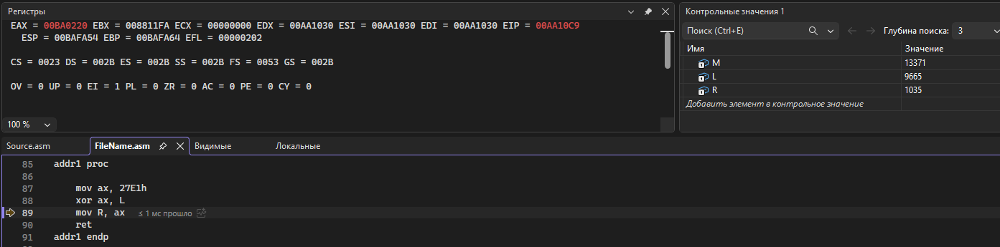 Регистры
EAX = 00BA0220 EBX = 008811FA ECX = 00000000 EDX = 00AA1030 ESI = 00AA1030 EDI = 00AA1030 EIP = 00AA10C9
ESP = 00BAFA54 EBP = 00BAFA64 EFL = 00000202
CS = 0023 DS = 002B ES = 002B SS = 002B FS = 0053 GS = 002B
OV = 0 UP = 0 EI = 1 PL = 0 ZR = 0 AC = 0 PE = 0 CY = 0
100 %
Контрольные значения 1
Поиск (Ctrl+E) Глубина поиска: 3
Имя Значение
M 13371
L 9665
R 1035
Добавить элемент в контрольное значение
Source.asm FileName.asm Видимые Локальные
85 addr1 proc
86
87 mov ax, 27E1h
88 xor ax, L
89 mov R, ax ≤ 1 мс прошло
90 ret
91 addr1 endp